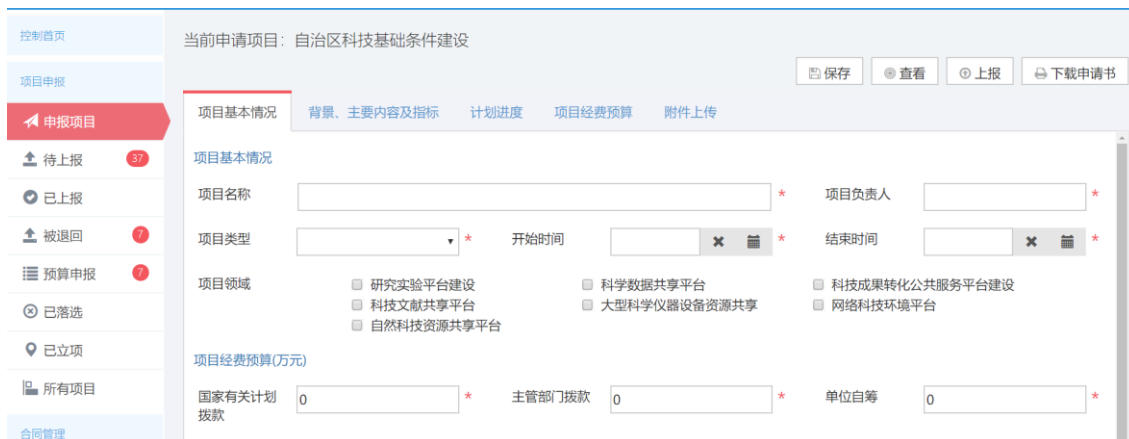 控制首页
当前申请项目：自治区科技基础条件建设
项目申报
保存 查看 上报 下载申请书
申报项目
项目基本情况 背景、主要内容及指标 计划进度 项目经费预算 附件上传
待上报 37
项目基本情况
已上报
项目名称 * 项目负责人 *
被退回 7
项目类型 * 开始时间 * 结束时间 *
预算申报 7
项目领域 研究实验平台建设 科学数据共享平台 科技成果转化公共服务平台建设
科技文献共享平台 大型科学仪器设备资源共享 网络科技环境平台
已落选
自然科技资源共享平台
已立项
项目经费预算(万元)
所有项目
国家有关计划 0 * 主管部门拨款 0 * 单位自筹 0 *
拨款
合同管理